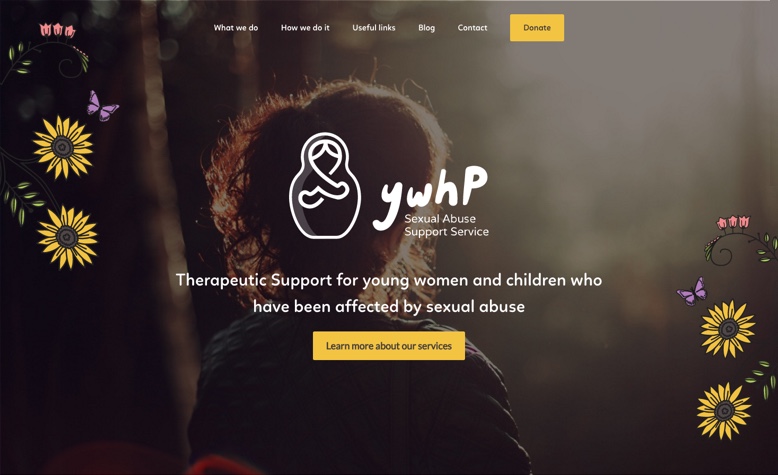 What we do
How we do it
Useful links
Blog
Contact
Donate
ywhp
Sexual Abuse
Support Service
Therapeutic Support for young women and children who
have been affected by sexual abuse
Learn more about our services